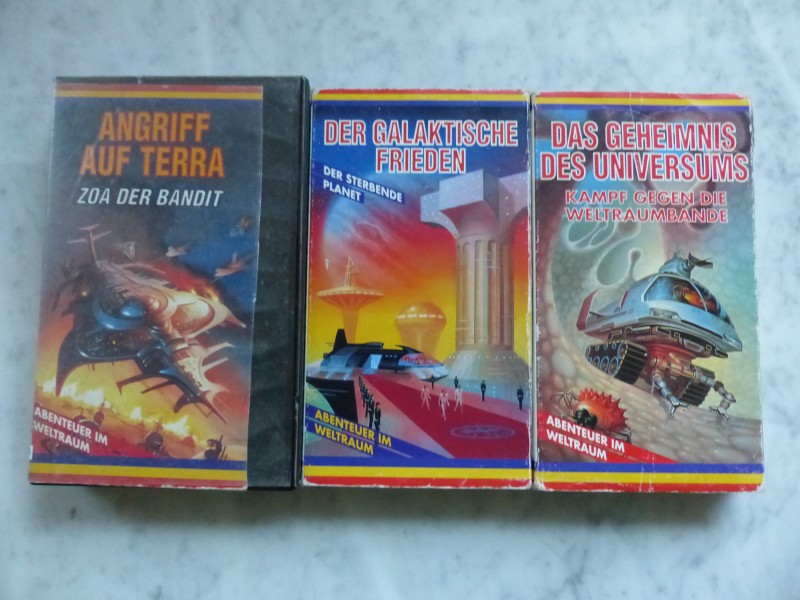 ANGRIFF
AUF TERRA
ZOA DER BANDIT
ABENTEUER IM
WELTRAUM
DER GALAKTISCHE
FRIEDEN
DER STERBENDE
PLANET
ABENTEUER IM
WELTRAUM
DAS GEHEIMNIS
DES UNIVERSUMS
KAMPF GEGEN DIE
WELTRAUMBANDE
ABENTEUER IM
WELTRAUM